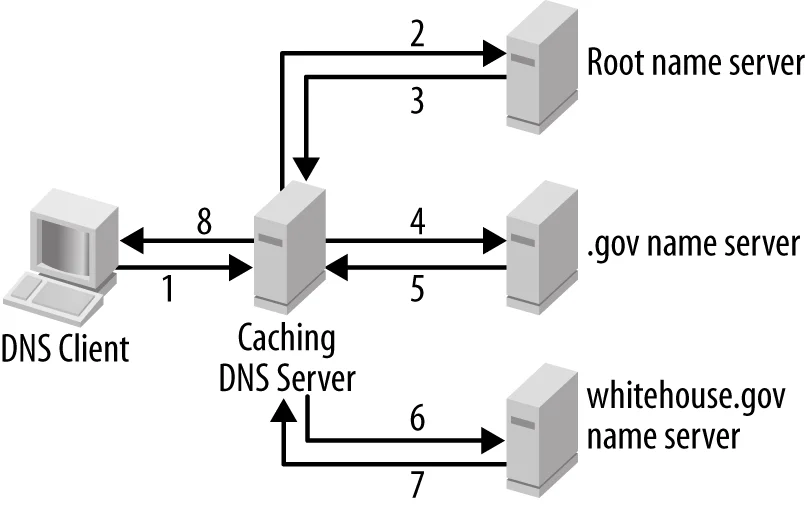 2
Root name server
3
8
4
.gov name server
1
5
DNS Client
Caching
DNS Server
whitehouse.gov
name server
6
7